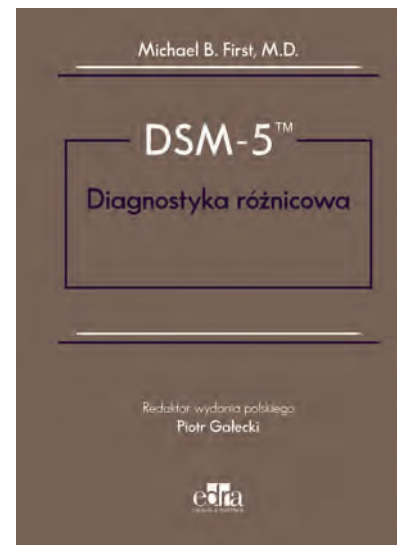 Michael B. First, M.D.
DSM-5™
Diagnostyka różnicowa
Redaktor wydania polskiego
Piotr Gałecki
edra